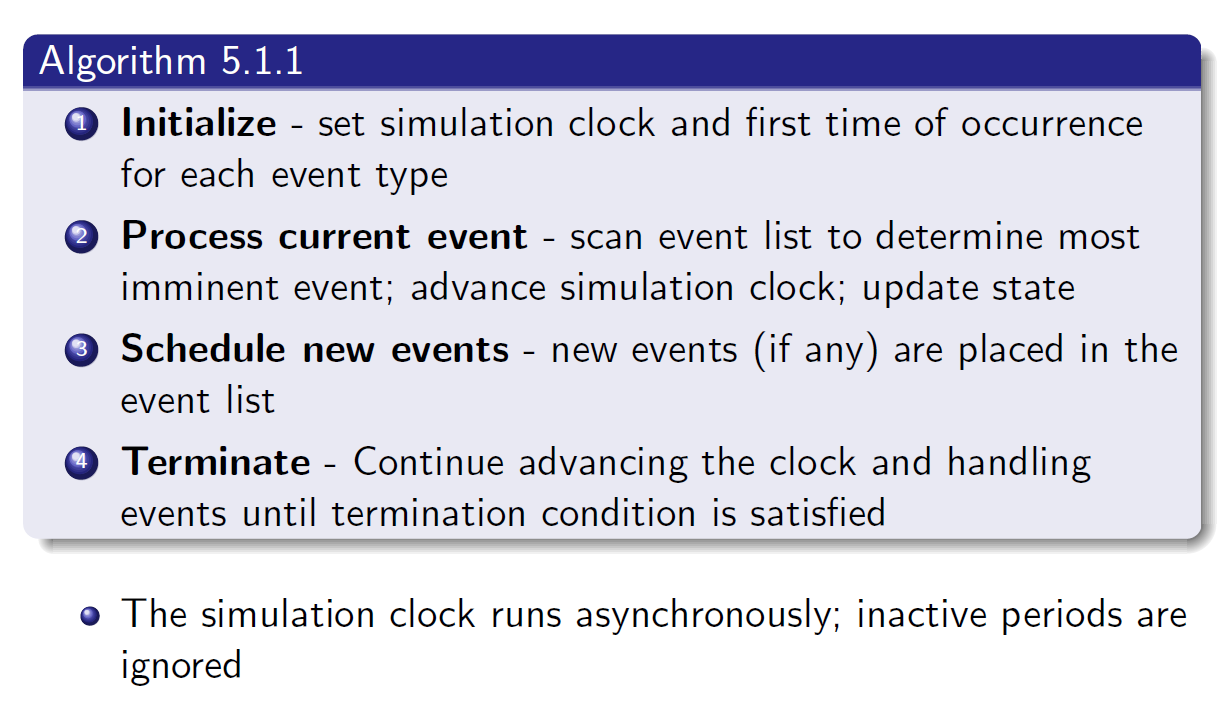 Algorithm 5.1.1
1 Initialize - set simulation clock and first time of occurrence
for each event type
2 Process current event - scan event list to determine most
imminent event; advance simulation clock; update state
3 Schedule new events - new events (if any) are placed in the
event list
4 Terminate - Continue advancing the clock and handling
events until termination condition is satisfied
The simulation clock runs asynchronously; inactive periods are
ignored